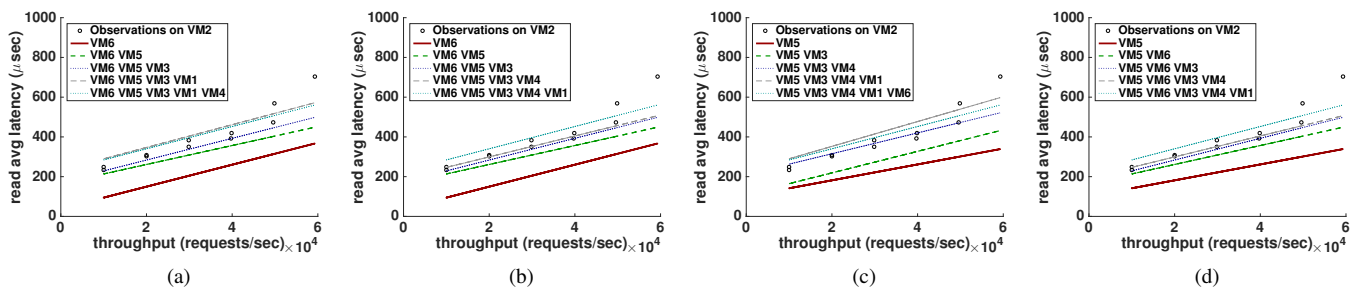 1000
800
600
400
200
0
read avg latency (μ sec)
Observations on VM2
VM6
VM6 VM5
VM6 VM5 VM3
VM6 VM5 VM3 VM1
VM6 VM5 VM3 VM1 VM4
0 2 4 6
throughput (requests/sec) ×10⁴
(a)
1000
800
600
400
200
0
read avg latency (μ sec)
Observations on VM2
VM6
VM6 VM5
VM6 VM5 VM3
VM6 VM5 VM3 VM4
VM6 VM5 VM3 VM4 VM1
0 2 4 6
throughput (requests/sec) ×10⁴
(b)
1000
800
600
400
200
0
read avg latency (μ sec)
Observations on VM2
VM5
VM5 VM3
VM5 VM3 VM4
VM5 VM3 VM4 VM1
VM5 VM3 VM4 VM1 VM6
0 2 4 6
throughput (requests/sec) ×10⁴
(c)
1000
800
600
400
200
0
read avg latency (μ sec)
Observations on VM2
VM5
VM5 VM6
VM5 VM6 VM3
VM5 VM6 VM3 VM4
VM5 VM6 VM3 VM4 VM1
0 2 4 6
throughput (requests/sec) ×10⁴
(d)